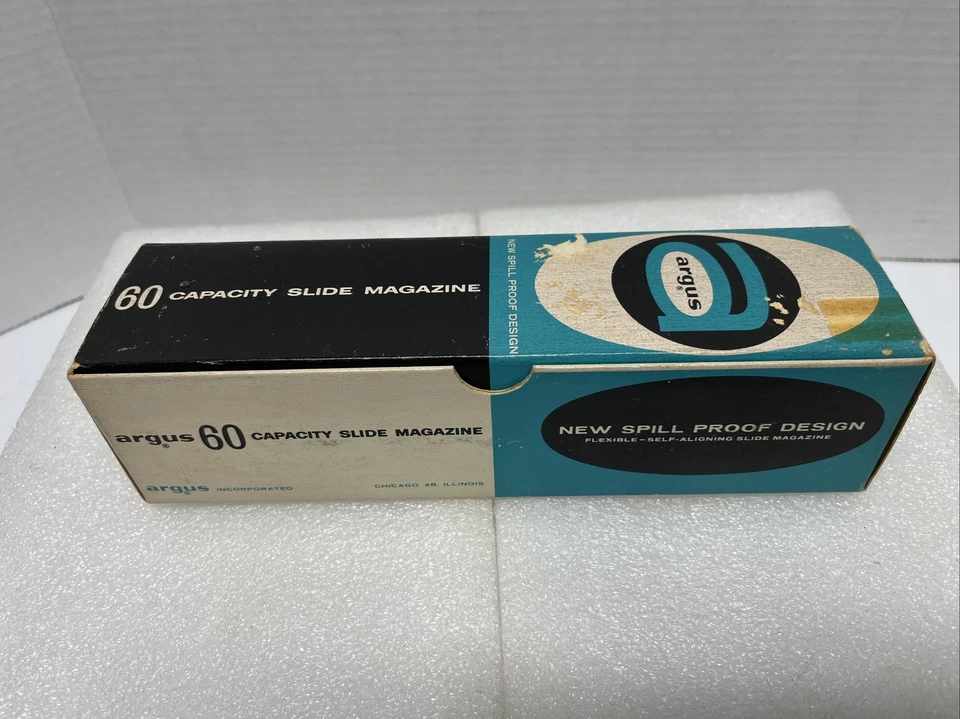 60 CAPACITY SLIDE MAGAZINE
NEW SPILL PROOF DESIGN
argus®
argus® 60 CAPACITY SLIDE MAGAZINE
argus® INCORPORATED
CHICAGO 48, ILLINOIS
NEW SPILL PROOF DESIGN
FLEXIBLE-SELF-ALIGNING SLIDE MAGAZINE